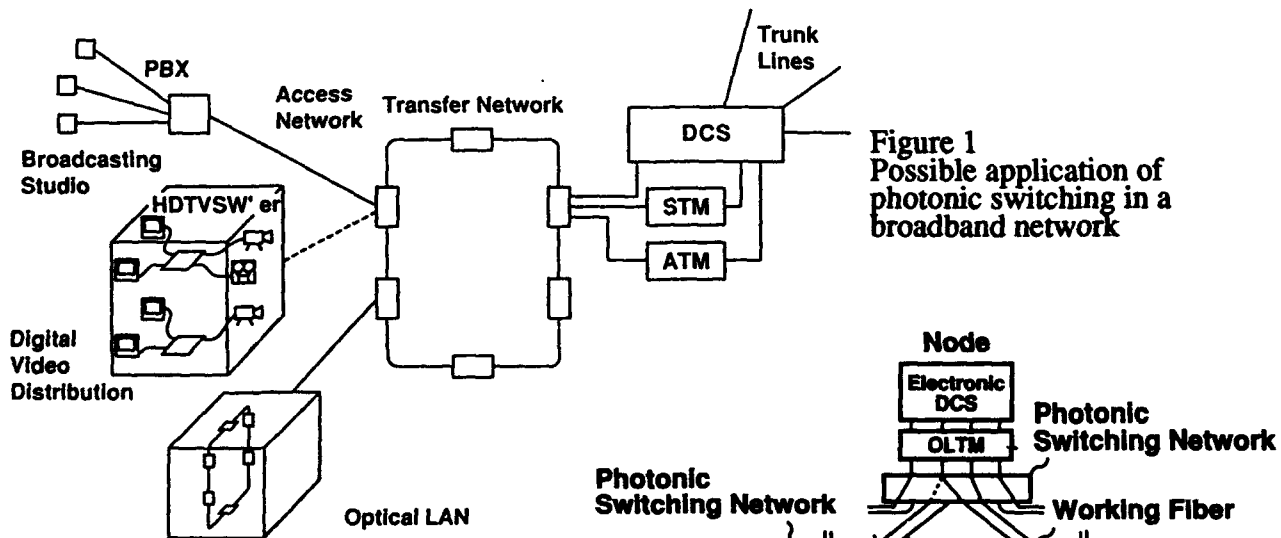 PBX
Access
Network
Transfer Network
Trunk
Lines
DCS
STM
ATM
Broadcasting
Studio
HDTVSW' er
Digital
Video
Distribution
Optical LAN
Figure 1
Possible application of
photonic switching in a
broadband network
Node
Electronic
DCS
OLTM
Photonic
Switching Network
Photonic
Switching Network
Working Fiber